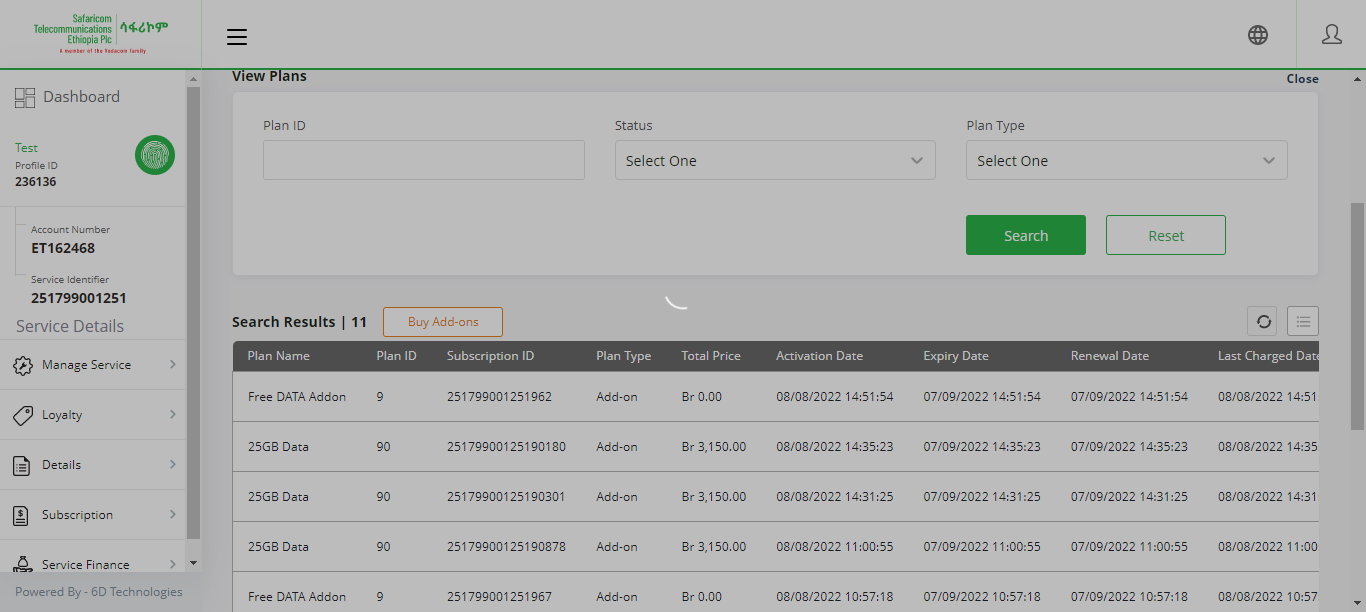 Safaricom
Telecommunications
Ethiopia Plc
ሳፋሪኮም
A member of the Vodacom family
View Plans
Close
Dashboard
Test
Profile ID
236136
Account Number
ET162468
Service Identifier
251799001251
Service Details
Manage Service
Loyalty
Details
Subscription
Service Finance
Powered By - 6D Technologies
Plan ID Status Plan Type
Select One Select One
Search Reset
Search Results | 11 Buy Add-ons
Plan Name Plan ID Subscription ID Plan Type Total Price Activation Date Expiry Date Renewal Date Last Charged Date
Free DATA Addon 9 251799001251962 Add-on Br 0.00 08/08/2022 14:51:54 07/09/2022 14:51:54 07/09/2022 14:51:54 08/08/2022 14:51:
25GB Data 90 25179900125190180 Add-on Br 3,150.00 08/08/2022 14:35:23 07/09/2022 14:35:23 07/09/2022 14:35:23 08/08/2022 14:35:
25GB Data 90 25179900125190301 Add-on Br 3,150.00 08/08/2022 14:31:25 07/09/2022 14:31:25 07/09/2022 14:31:25 08/08/2022 14:31:
25GB Data 90 25179900125190878 Add-on Br 3,150.00 08/08/2022 11:00:55 07/09/2022 11:00:55 07/09/2022 11:00:55 08/08/2022 11:00:
Free DATA Addon 9 251799001251967 Add-on Br 0.00 08/08/2022 10:57:18 07/09/2022 10:57:18 07/09/2022 10:57:18 08/08/2022 10:57: